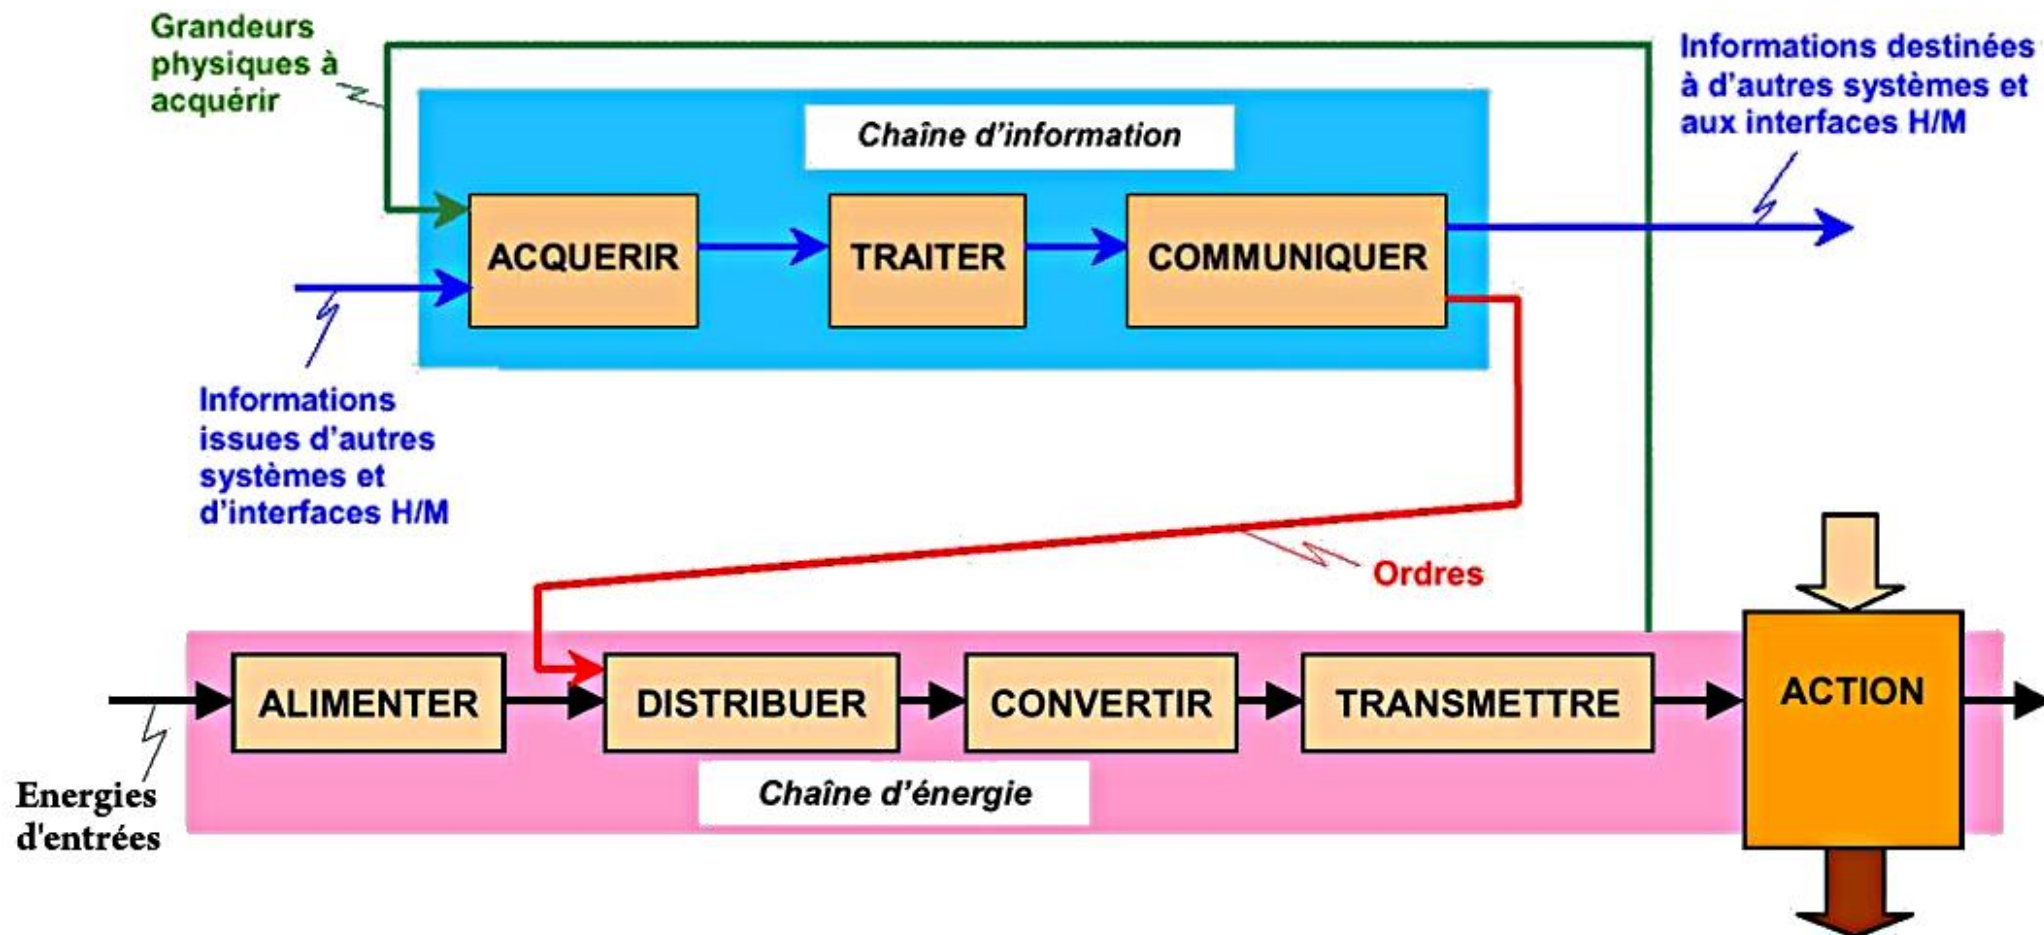 Grandeurs
physiques à
acquérir
Informations destinées
à d'autres systèmes et
aux interfaces H/M
Chaîne d'information
ACQUERIR
TRAITER
COMMUNIQUER
Informations
issues d'autres
systèmes et
d'interfaces H/M
Ordres
ALIMENTER
DISTRIBUER
CONVERTIR
TRANSMETTRE
ACTION
Chaîne d'énergie
Energies
d'entrées